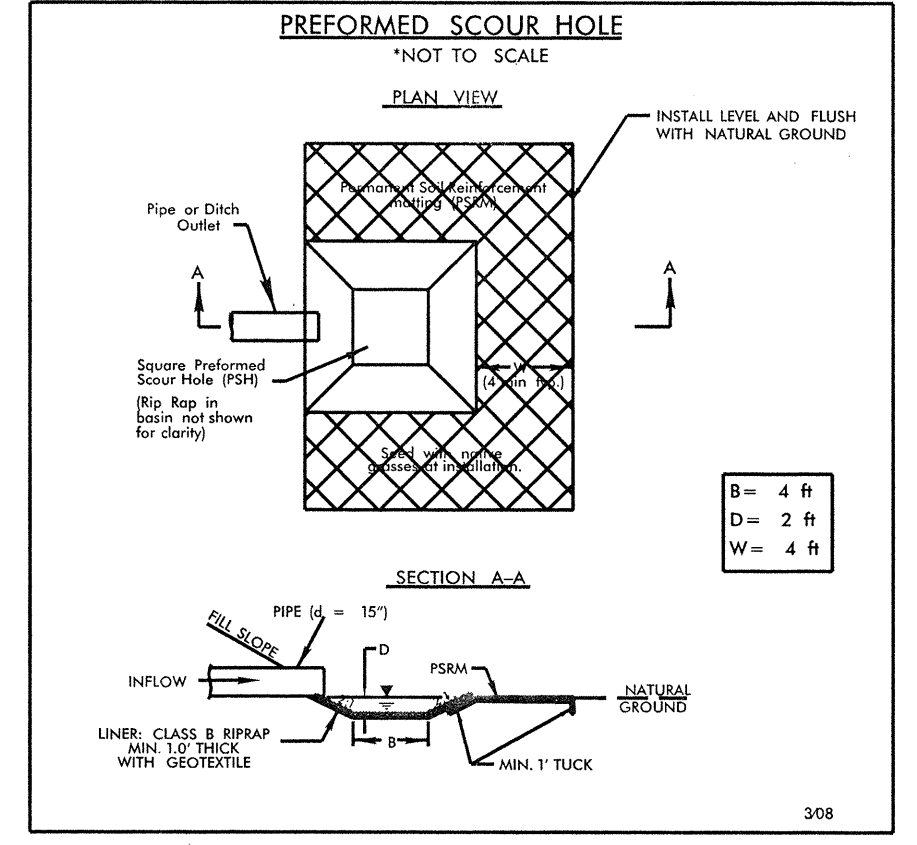 PREFORMED SCOUR HOLE
*NOT TO SCALE
PLAN VIEW
INSTALL LEVEL AND FLUSH
WITH NATURAL GROUND
Permanent Soil Reinforcement
matting (PSRM)
Pipe or Ditch
Outlet
A
A
Square Preformed
Scour Hole (PSH)
(Rip Rap in
basin not shown
for clarity)
W
(4' min typ.)
Seed with native
grasses at installation.
B = 4 ft
D = 2 ft
W = 4 ft
SECTION A-A
FILL SLOPE
PIPE (d = 15")
D
PSRM
INFLOW
NATURAL
GROUND
LINER: CLASS B RIPRAP
MIN. 1.0' THICK
WITH GEOTEXTILE
B
MIN. 1' TUCK
3/08